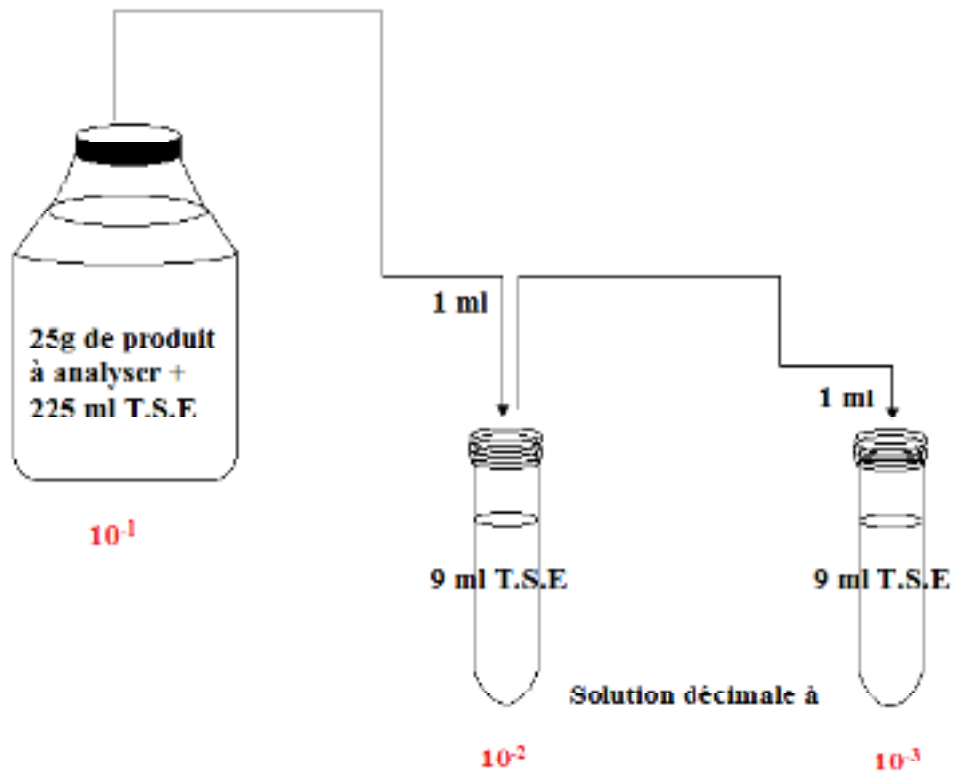 1 ml
25g de produit
à analyser +
225 ml T.S.E
1 ml
10⁻¹
9 ml T.S.E
9 ml T.S.E
Solution décimale à
10⁻²
10⁻³